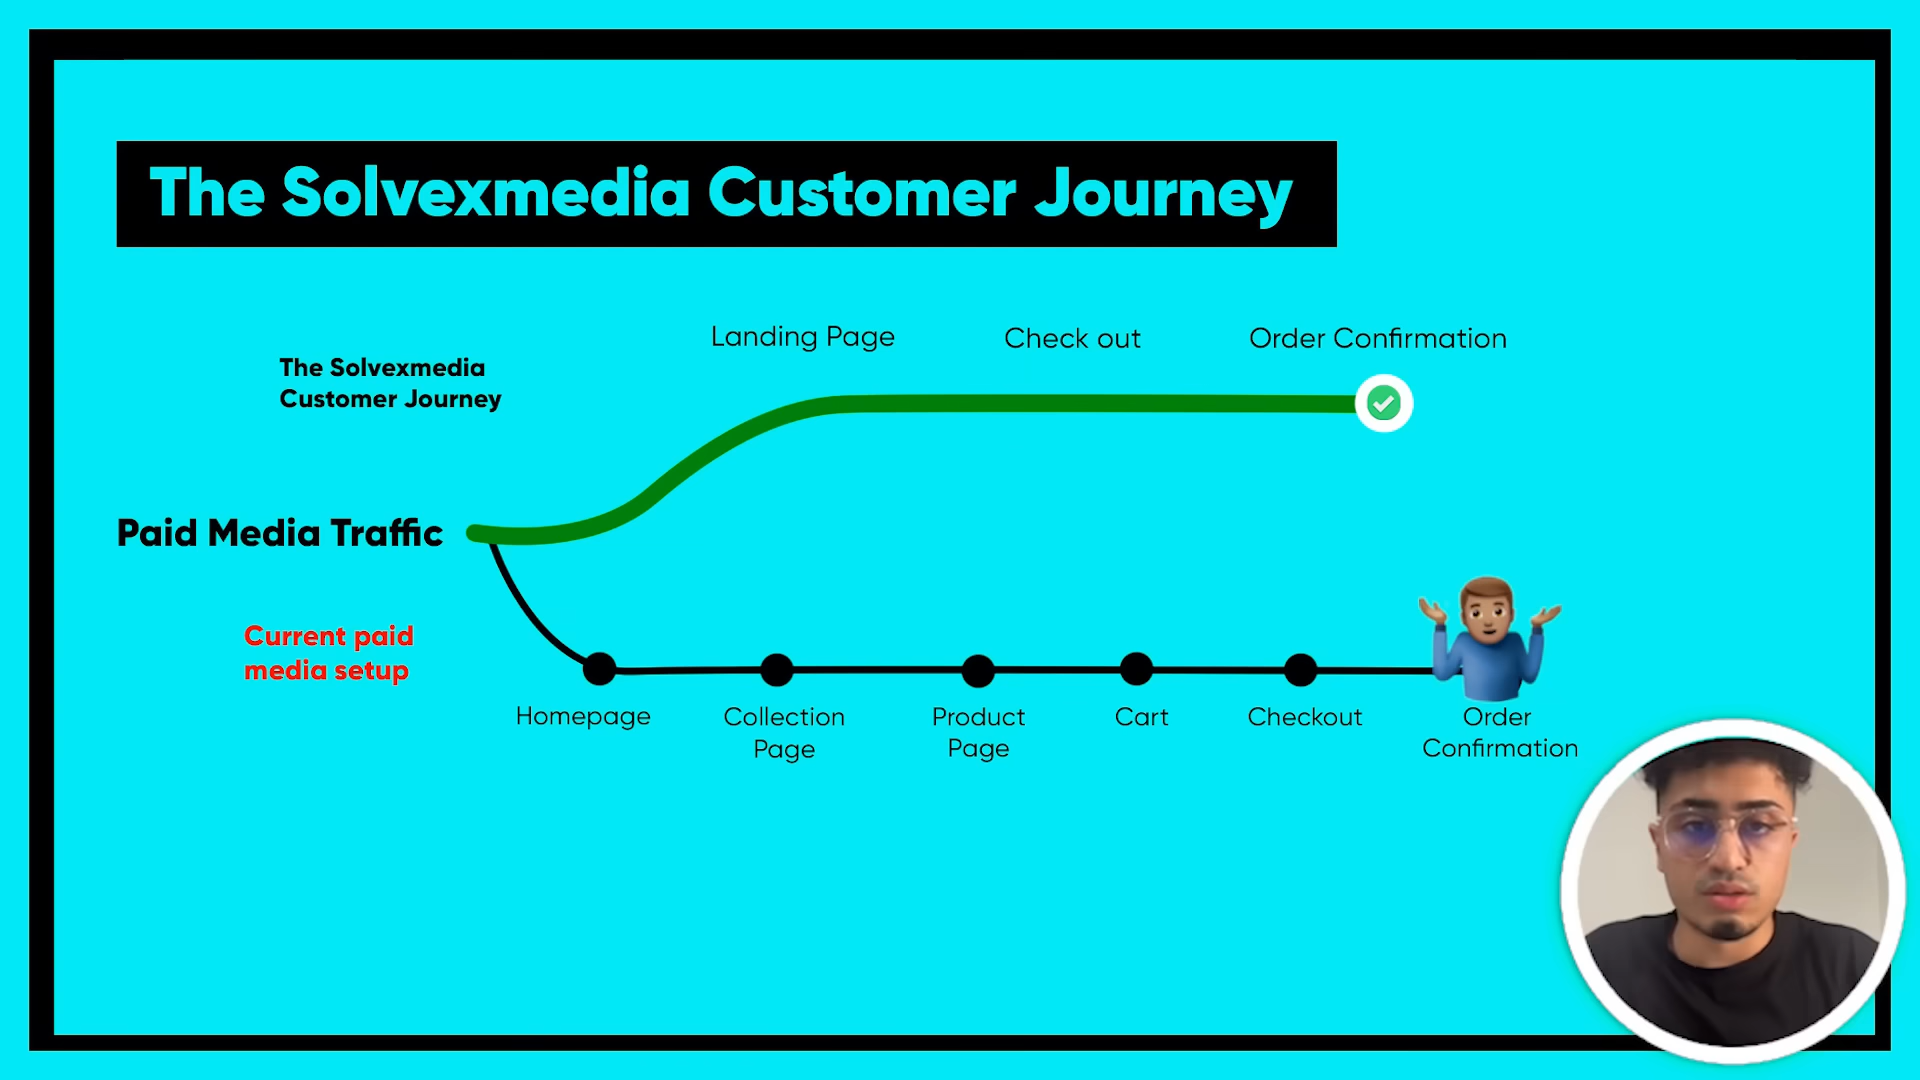 The Solvexmedia Customer Journey
Landing Page
Check out
Order Confirmation
The Solvexmedia
Customer Journey
Paid Media Traffic
Current paid
media setup
Homepage
Collection
Page
Product
Page
Cart
Checkout
Order
Confirmation